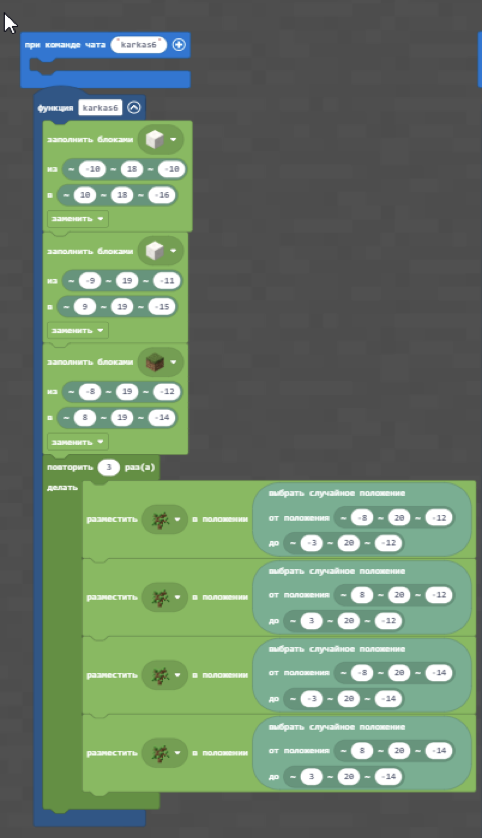 при команде чата "karkas6"
функция karkas6
заполнить блоками
из ~ -10 ~ 18 ~ -10
в ~ 10 ~ 18 ~ -16
заменить
заполнить блоками
из ~ -9 ~ 19 ~ -11
в ~ 9 ~ 19 ~ -15
заменить
заполнить блоками
из ~ -8 ~ 19 ~ -12
в ~ 8 ~ 19 ~ -14
заменить
повторить 3 раз(а)
делать
выбрать случайное положение
разместить в положении от положения ~ -8 ~ 20 ~ -12
до ~ -3 ~ 20 ~ -12
выбрать случайное положение
разместить в положении от положения ~ 8 ~ 20 ~ -12
до ~ 3 ~ 20 ~ -12
выбрать случайное положение
разместить в положении от положения ~ -8 ~ 20 ~ -14
до ~ -3 ~ 20 ~ -14
выбрать случайное положение
разместить в положении от положения ~ 8 ~ 20 ~ -14
до ~ 3 ~ 20 ~ -14